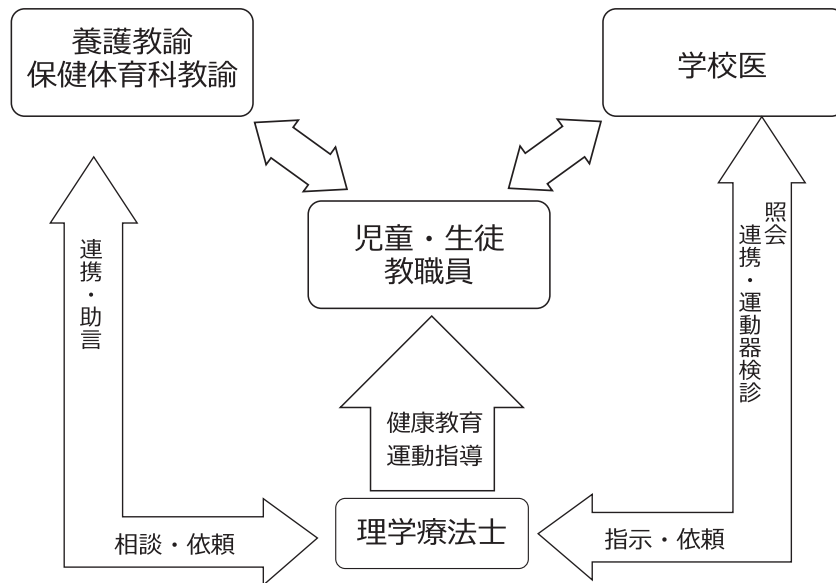 養護教諭
保健体育科教諭
学校医
児童・生徒
教職員
連携・助言
照会
連携・運動器検診
健康教育
運動指導
相談・依頼
理学療法士
指示・依頼